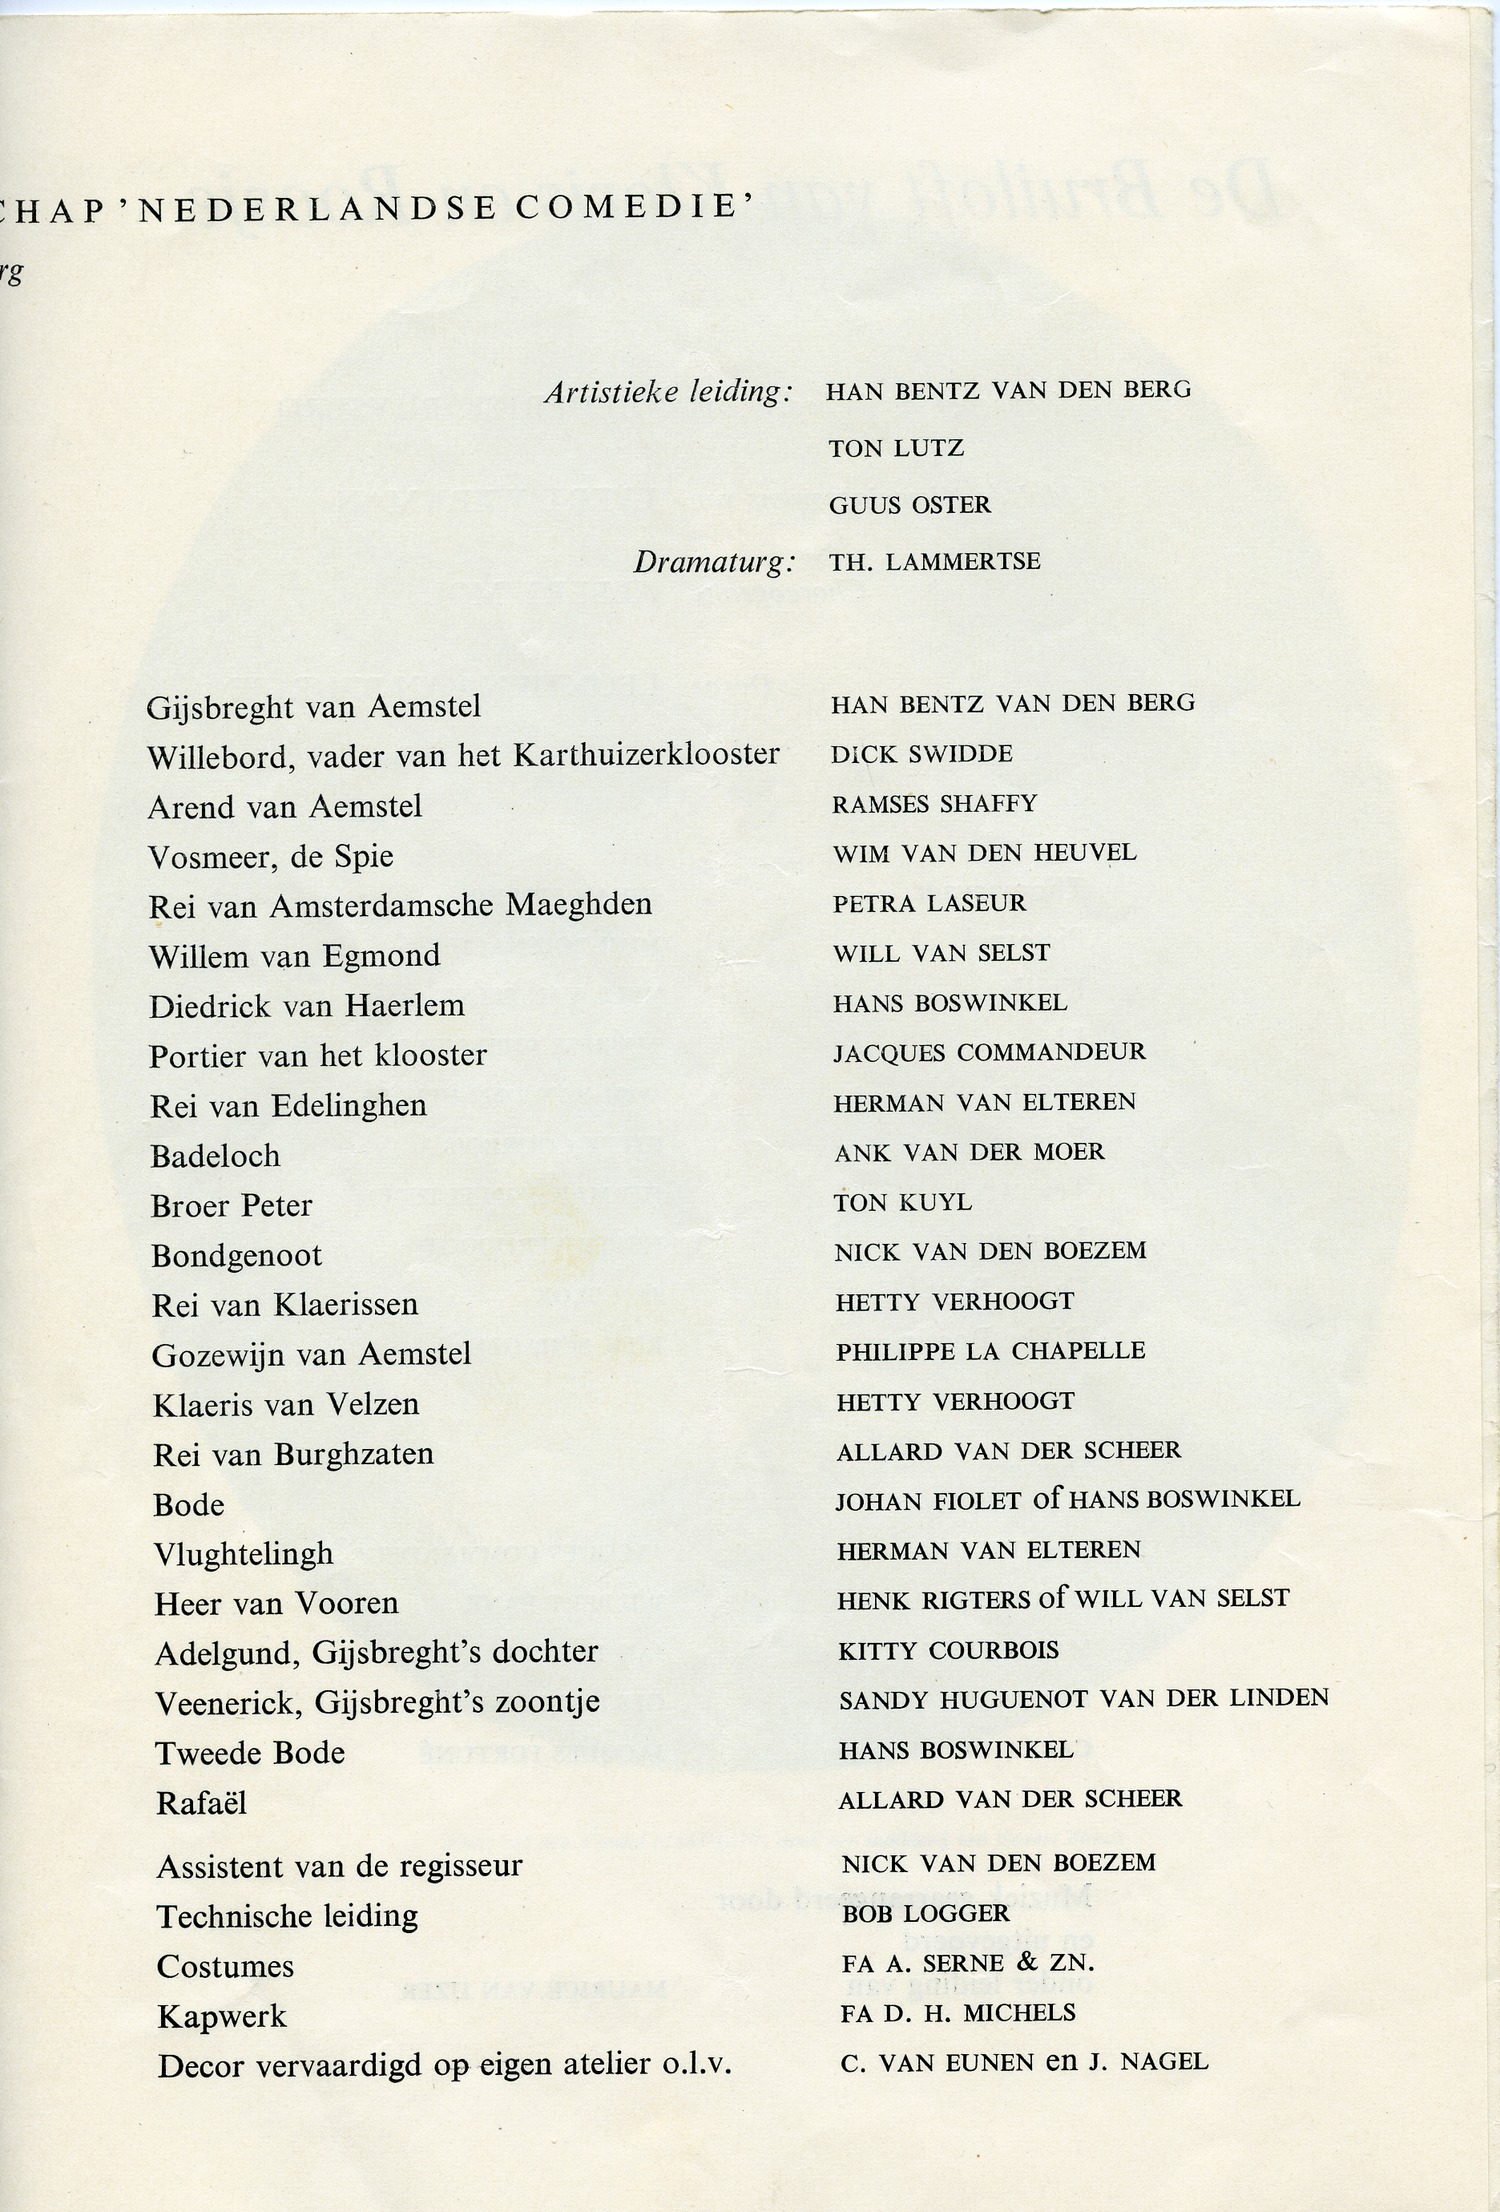 CHAP 'NEDERLANDSE COMEDIE'
rg
Artistieke leiding: HAN BENTZ VAN DEN BERG
TON LUTZ
GUUS OSTER
Dramaturg: TH. LAMMERTSE
Gijsbreght van Aemstel HAN BENTZ VAN DEN BERG
Willebord, vader van het Karthuizerklooster DICK SWIDDE
Arend van Aemstel RAMSES SHAFFY
Vosmeer, de Spie WIM VAN DEN HEUVEL
Rei van Amsterdamsche Maeghden PETRA LASEUR
Willem van Egmond WILL VAN SELST
Diedrick van Haerlem HANS BOSWINKEL
Portier van het klooster JACQUES COMMANDEUR
Rei van Edelinghen HERMAN VAN ELTEREN
Badeloch ANK VAN DER MOER
Broer Peter TON KUYL
Bondgenoot NICK VAN DEN BOEZEM
Rei van Klaerissen HETTY VERHOOGT
Gozewijn van Aemstel PHILIPPE LA CHAPELLE
Klaeris van Velzen HETTY VERHOOGT
Rei van Burghzaten ALLARD VAN DER SCHEER
Bode JOHAN FIOLET of HANS BOSWINKEL
Vlughtelingh HERMAN VAN ELTEREN
Heer van Vooren HENK RIGTERS of WILL VAN SELST
Adelgund, Gijsbreght's dochter KITTY COURBOIS
Veenerick, Gijsbreght's zoontje SANDY HUGUENOT VAN DER LINDEN
Tweede Bode HANS BOSWINKEL
Rafaël ALLARD VAN DER SCHEER
Assistent van de regisseur NICK VAN DEN BOEZEM
Technische leiding BOB LOGGER
Costumes FA A. SERNE & ZN.
Kapwerk FA D. H. MICHELS
Decor vervaardigd op eigen atelier o.l.v. C. VAN EUNEN en J. NAGEL